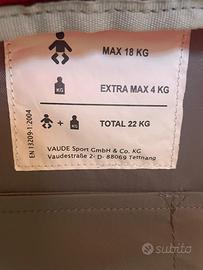 MAX 18 KG
EXTRA MAX 4 KG
+
TOTAL 22 KG
EN 13209-1:2004
VAUDE Sport GmbH & Co. KG
Vaudestraße 2· D- 88069 Tettnang
subito